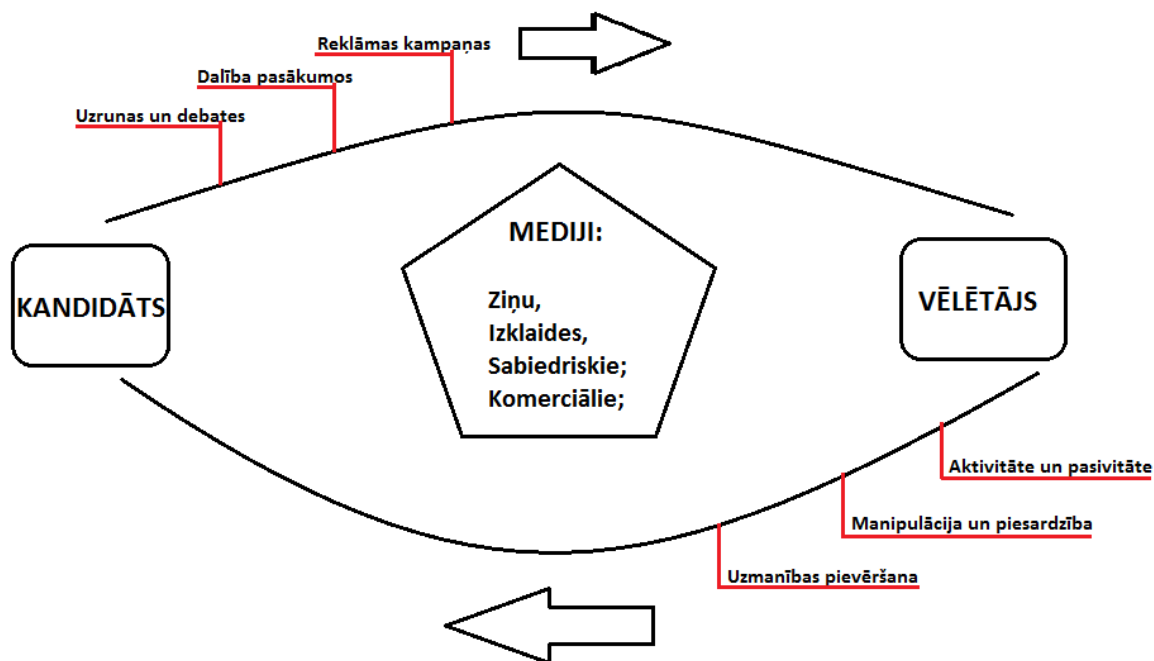 Reklāmas kampaņas
Dalība pasākumos
Uzrunas un debates
MEDIJI:
Ziņu,
Izklaides,
Sabiedriskie;
Komerciālie;
KANDIDĀTS
VĒLĒTĀJS
Aktivitāte un pasivitāte
Manipulācija un piesardzība
Uzmanības pievēršana